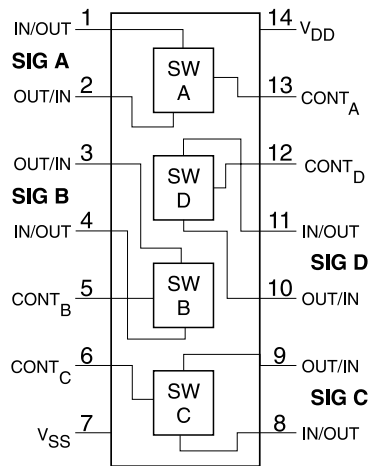 1 14
IN/OUT VDD
SIG A
SW A
2 13
OUT/IN CONTA
3 12
OUT/IN CONTD
SIG B
SW D
4 11
IN/OUT IN/OUT
SIG D
5 10
CONTB OUT/IN
SW B
6 9
CONTC OUT/IN
SIG C
SW C
7 8
VSS IN/OUT